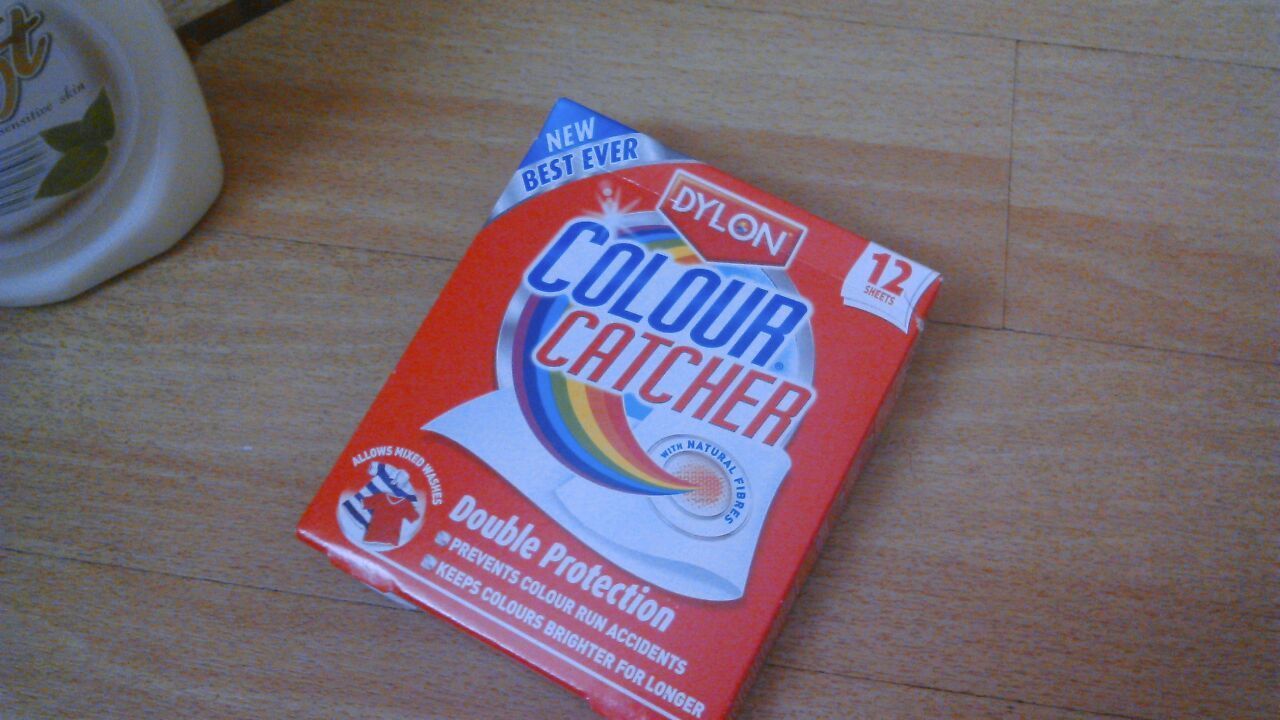 sensitive skin
NEW
BEST EVER
DYLON
12
SHEETS
COLOUR
CATCHER®
WITH NATURAL FIBRES
ALLOWS MIXED WASHES
Double Protection
PREVENTS COLOUR RUN ACCIDENTS
KEEPS COLOURS BRIGHTER FOR LONGER